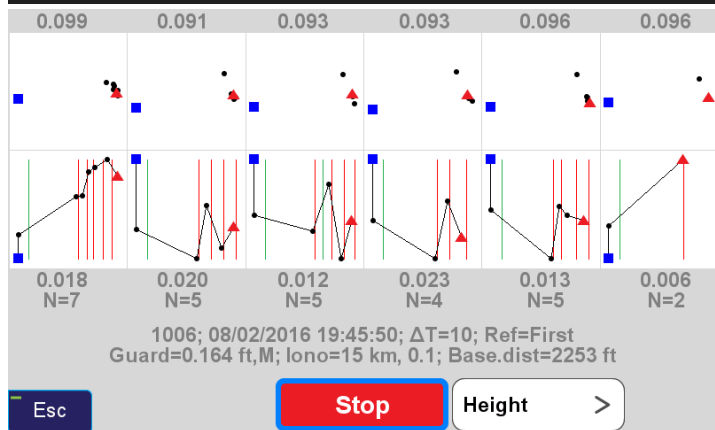 0.099 0.091 0.093 0.093 0.096 0.096
0.018 0.020 0.012 0.023 0.013 0.006
N=7 N=5 N=5 N=4 N=5 N=2
1006; 08/02/2016 19:45:50; ΔT=10; Ref=First
Guard=0.164 ft,M; Iono=15 km, 0.1; Base.dist=2253 ft
Esc Stop Height >